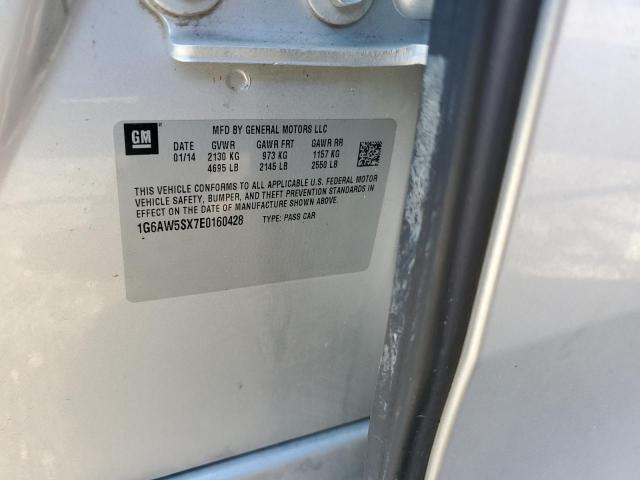 GM
MFD BY GENERAL MOTORS LLC
DATE GVWR GAWR FRT GAWR RR
01/14 2130 KG 973 KG 1157 KG
4695 LB 2145 LB 2550 LB
THIS VEHICLE CONFORMS TO ALL APPLICABLE U.S. FEDERAL MOTOR
VEHICLE SAFETY, BUMPER, AND THEFT PREVENTION STANDARDS IN
EFFECT ON THE DATE OF MANUFACTURE SHOWN ABOVE.
1G6AW5SX7E0160428 TYPE: PASS CAR